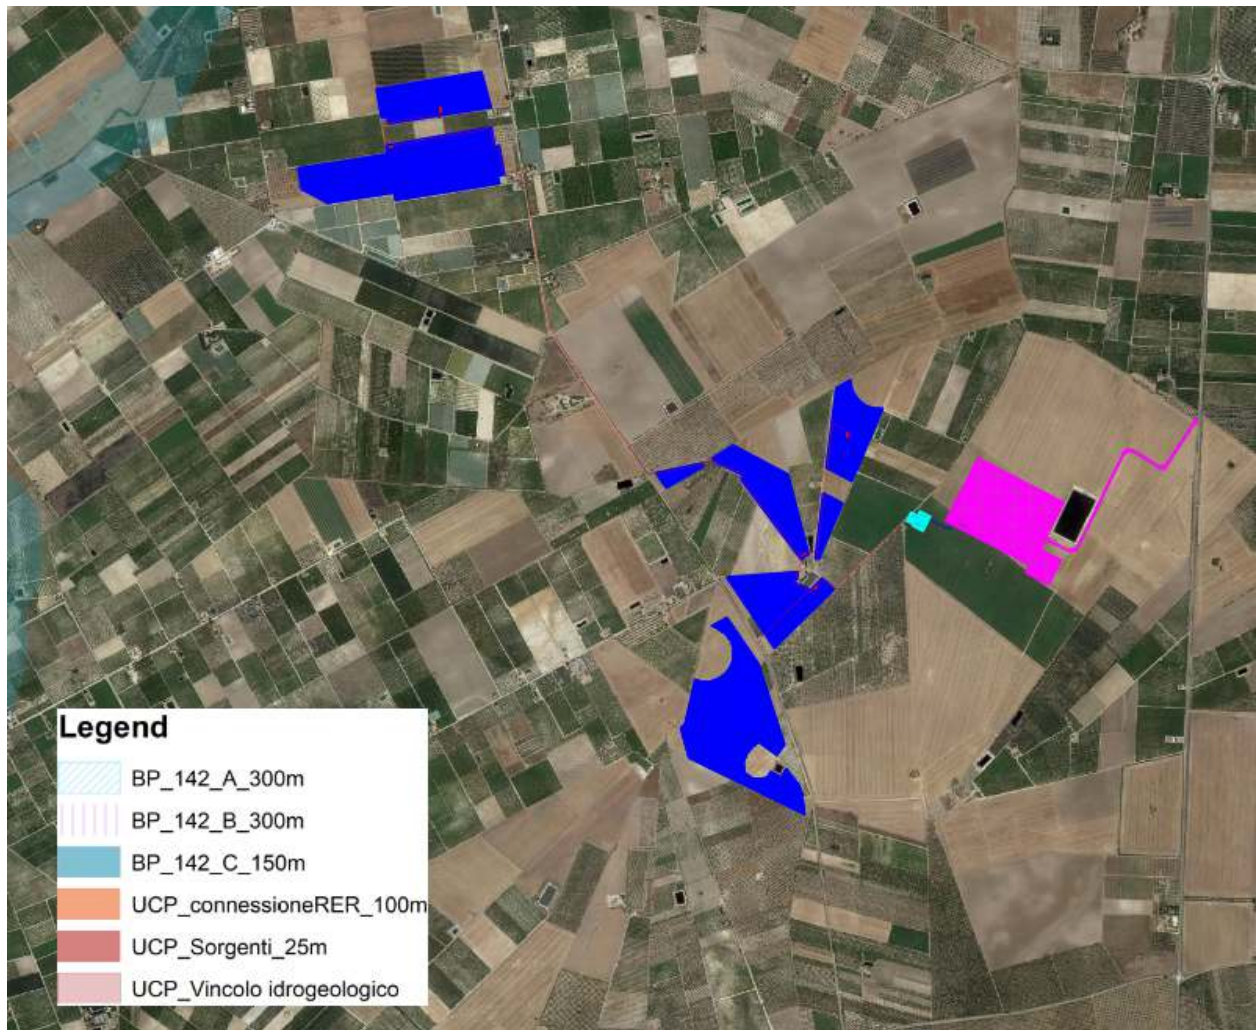 Legend
BP_142_A_300m
BP_142_B_300m
BP_142_C_150m
UCP_connessioneRER_100m
UCP_Sorgenti_25m
UCP_Vincolo idrogeologico